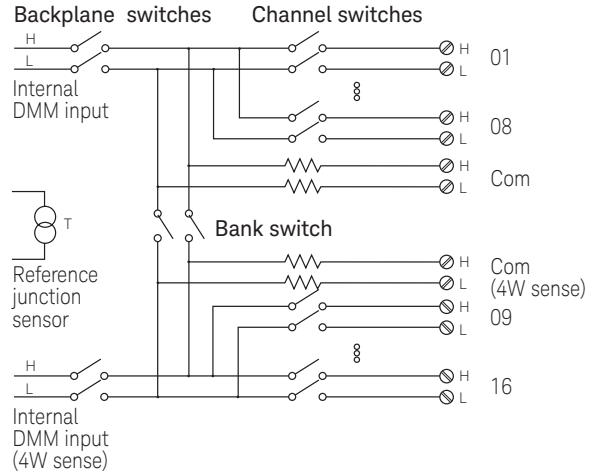 Backplane switches
Channel switches
H
L
Internal
DMM input
H
L
01
H
L
08
H
L
Com
T
Reference
junction
sensor
Bank switch
H
L
Com
(4W sense)
H
L
09
H
L
Internal
DMM input
(4W sense)
H
L
16